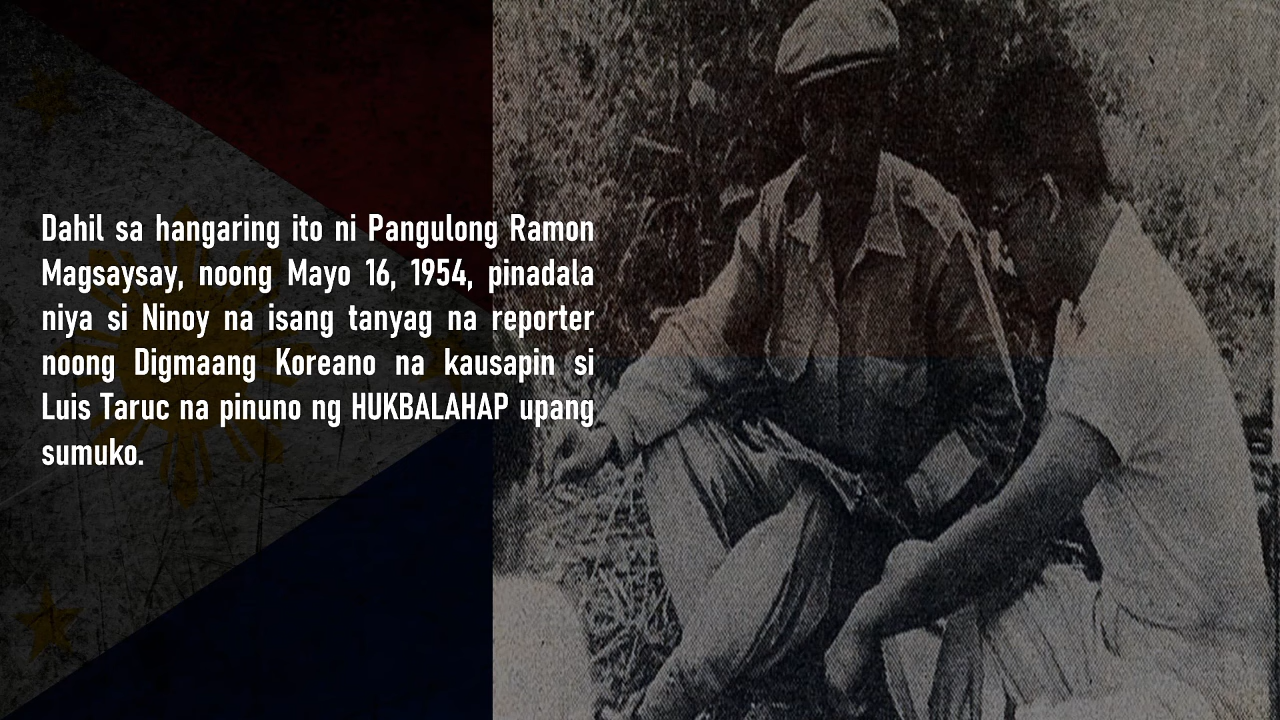 Dahil sa hangaring ito ni Pangulong Ramon
Magsaysay, noong Mayo 16, 1954, pinadala
niya si Ninoy na isang tanyag na reporter
noong Digmaang Koreano na kausapin si
Luis Taruc na pinuno ng HUKBALAHAP upang
sumuko.